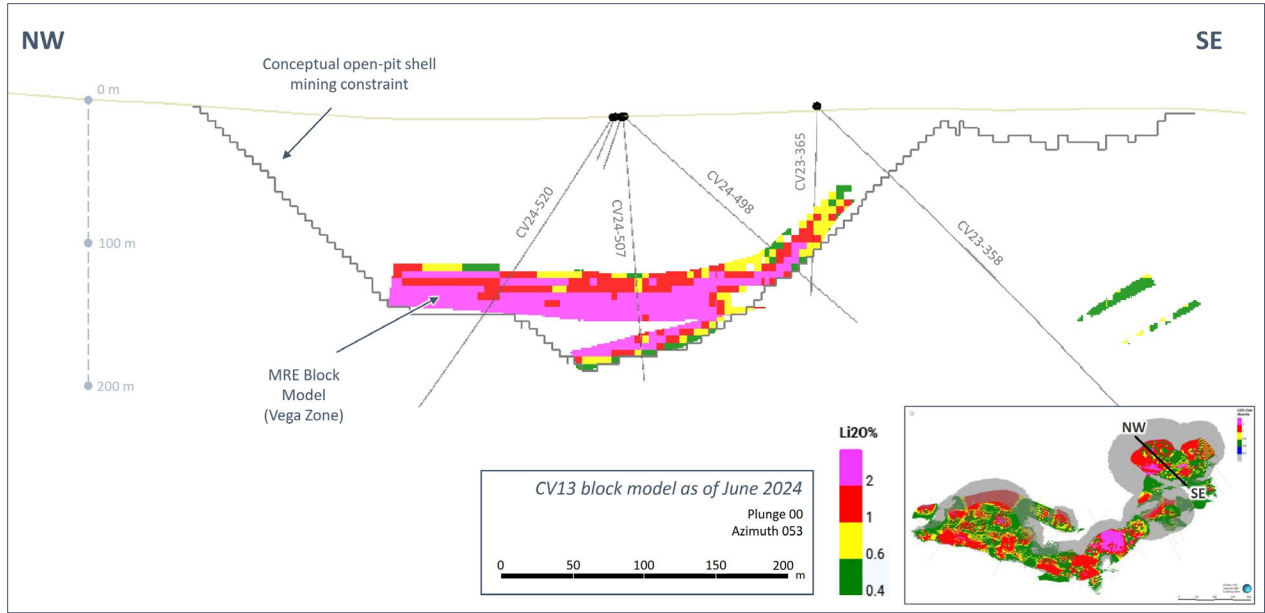 NW
SE
Conceptual open-pit shell
mining constraint
0 m
100 m
200 m
CV24-520
CV24-507
CV24-498
CV23-365
CV23-358
MRE Block
Model
(Vega Zone)
Li2O%
2
1
0.6
0.4
CV13 block model as of June 2024
Plunge 00
Azimuth 053
0 50 100 150 200 m
NW
SE